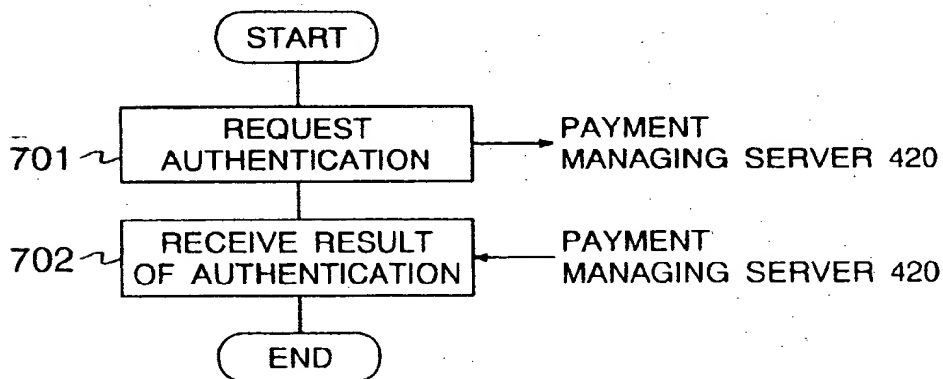 START
701
REQUEST
AUTHENTICATION
PAYMENT
MANAGING SERVER 420
702
RECEIVE RESULT
OF AUTHENTICATION
PAYMENT
MANAGING SERVER 420
END